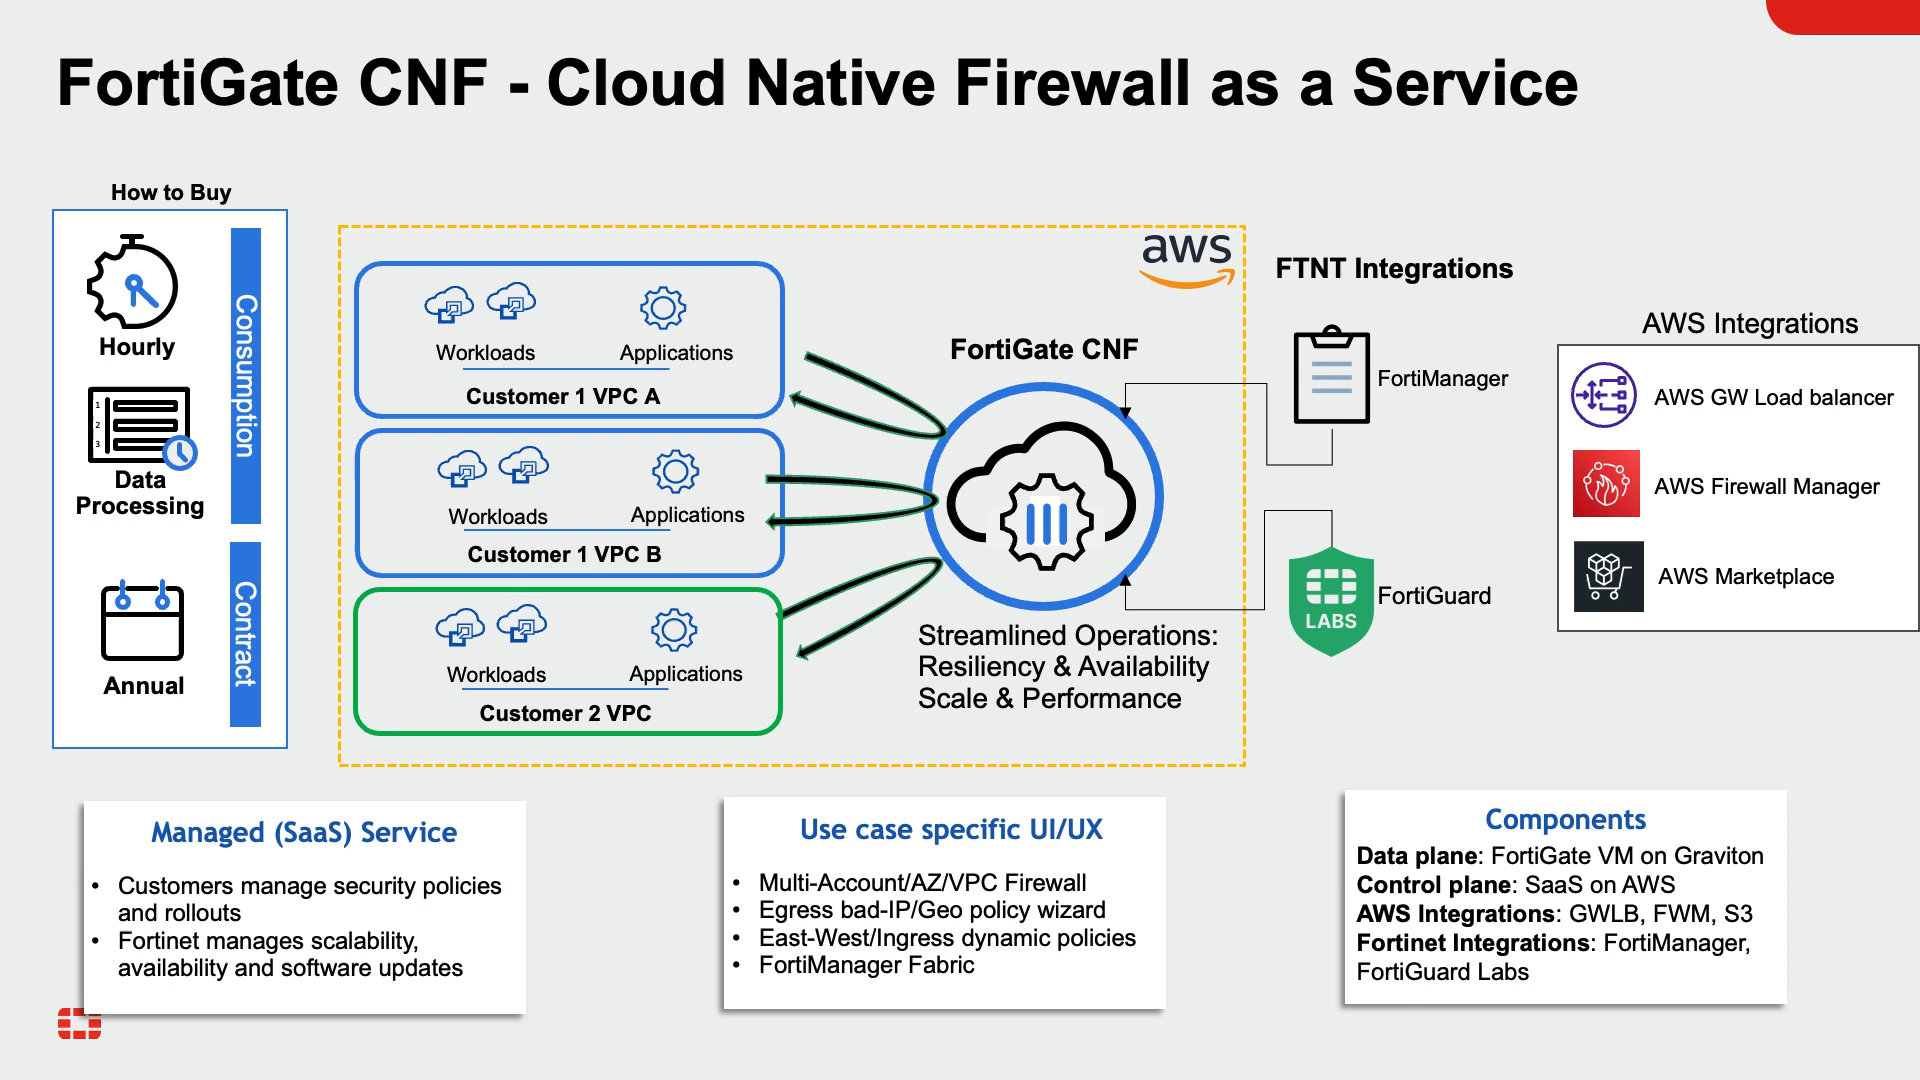 FortiGate CNF - Cloud Native Firewall as a Service
How to Buy
Hourly
Data
Processing
Consumption
Annual
Contract
aws
Workloads
Applications
Customer 1 VPC A
Workloads
Applications
Customer 1 VPC B
Workloads
Applications
Customer 2 VPC
FortiGate CNF
Streamlined Operations:
Resiliency & Availability
Scale & Performance
FTNT Integrations
FortiManager
LABS
FortiGuard
AWS Integrations
AWS GW Load balancer
AWS Firewall Manager
AWS Marketplace
Managed (SaaS) Service
• Customers manage security policies
and rollouts
• Fortinet manages scalability,
availability and software updates
Use case specific UI/UX
• Multi-Account/AZ/VPC Firewall
• Egress bad-IP/Geo policy wizard
• East-West/Ingress dynamic policies
• FortiManager Fabric
Components
Data plane: FortiGate VM on Graviton
Control plane: SaaS on AWS
AWS Integrations: GWLB, FWM, S3
Fortinet Integrations: FortiManager,
FortiGuard Labs
1
2
3